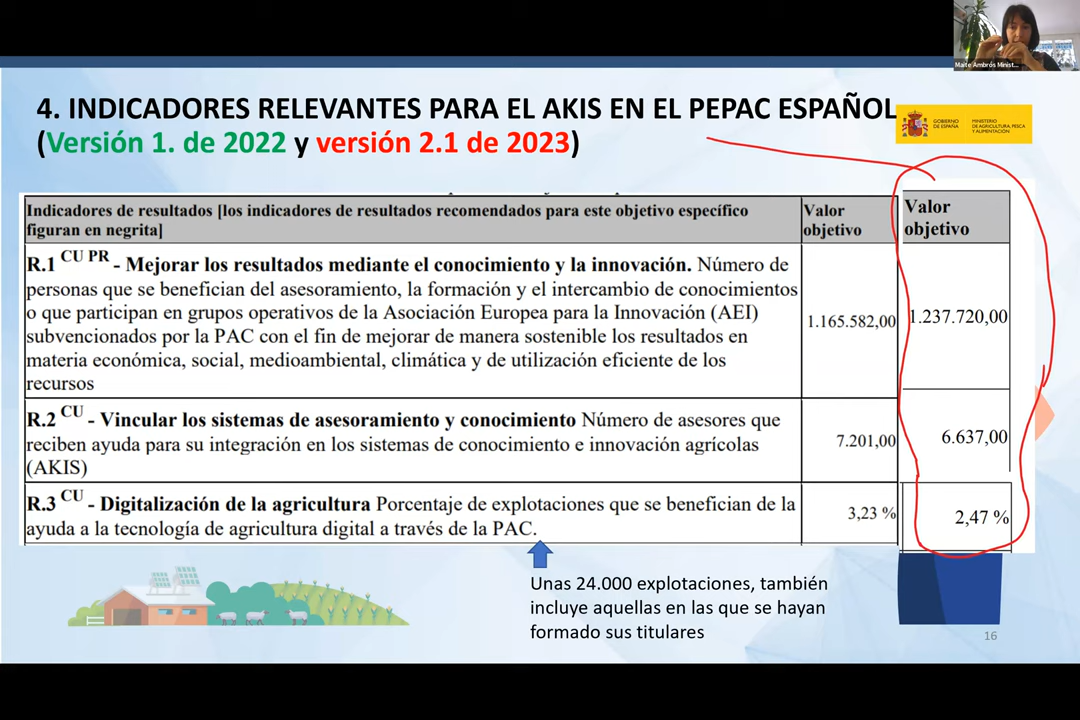 Maite Ambrós Minist...
4. INDICADORES RELEVANTES PARA EL AKIS EN EL PEPAC ESPAÑOL
(Versión 1. de 2022 y versión 2.1 de 2023)
GOBIERNO
DE ESPAÑA
MINISTERIO
DE AGRICULTURA, PESCA
Y ALIMENTACIÓN
Indicadores de resultados [los indicadores de resultados recomendados para este objetivo específico
figuran en negrita]
Valor
objetivo
Valor
objetivo
R.1 CU PR - Mejorar los resultados mediante el conocimiento y la innovación. Número de
personas que se benefician del asesoramiento, la formación y el intercambio de conocimientos
o que participan en grupos operativos de la Asociación Europea para la Innovación (AEI)
subvencionados por la PAC con el fin de mejorar de manera sostenible los resultados en
materia económica, social, medioambiental, climática y de utilización eficiente de los
recursos
1.165.582,00
1.237.720,00
R.2 CU - Vincular los sistemas de asesoramiento y conocimiento Número de asesores que
reciben ayuda para su integración en los sistemas de conocimiento e innovación agrícolas
(AKIS)
7.201,00
6.637,00
R.3 CU - Digitalización de la agricultura Porcentaje de explotaciones que se benefician de la
ayuda a la tecnología de agricultura digital a través de la PAC.
3,23 %
2,47 %
Unas 24.000 explotaciones, también
incluye aquellas en las que se hayan
formado sus titulares
16